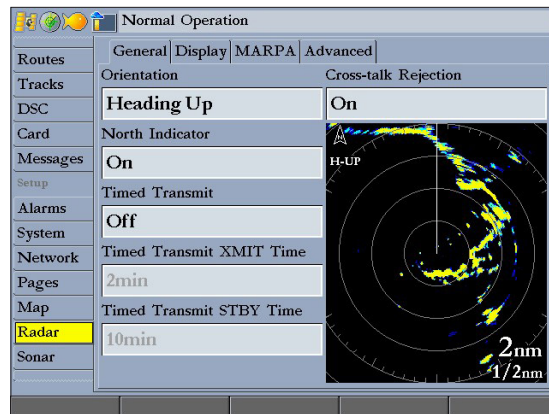 Normal Operation
General Display MARPA Advanced
Routes
Tracks
DSC
Card
Messages
Setup
Alarms
System
Network
Pages
Map
Radar
Sonar
Orientation
Heading Up
North Indicator
On
Timed Transmit
Off
Timed Transmit XMIT Time
2min
Timed Transmit STBY Time
10min
Cross-talk Rejection
On
N
H-UP
2nm
1/2nm